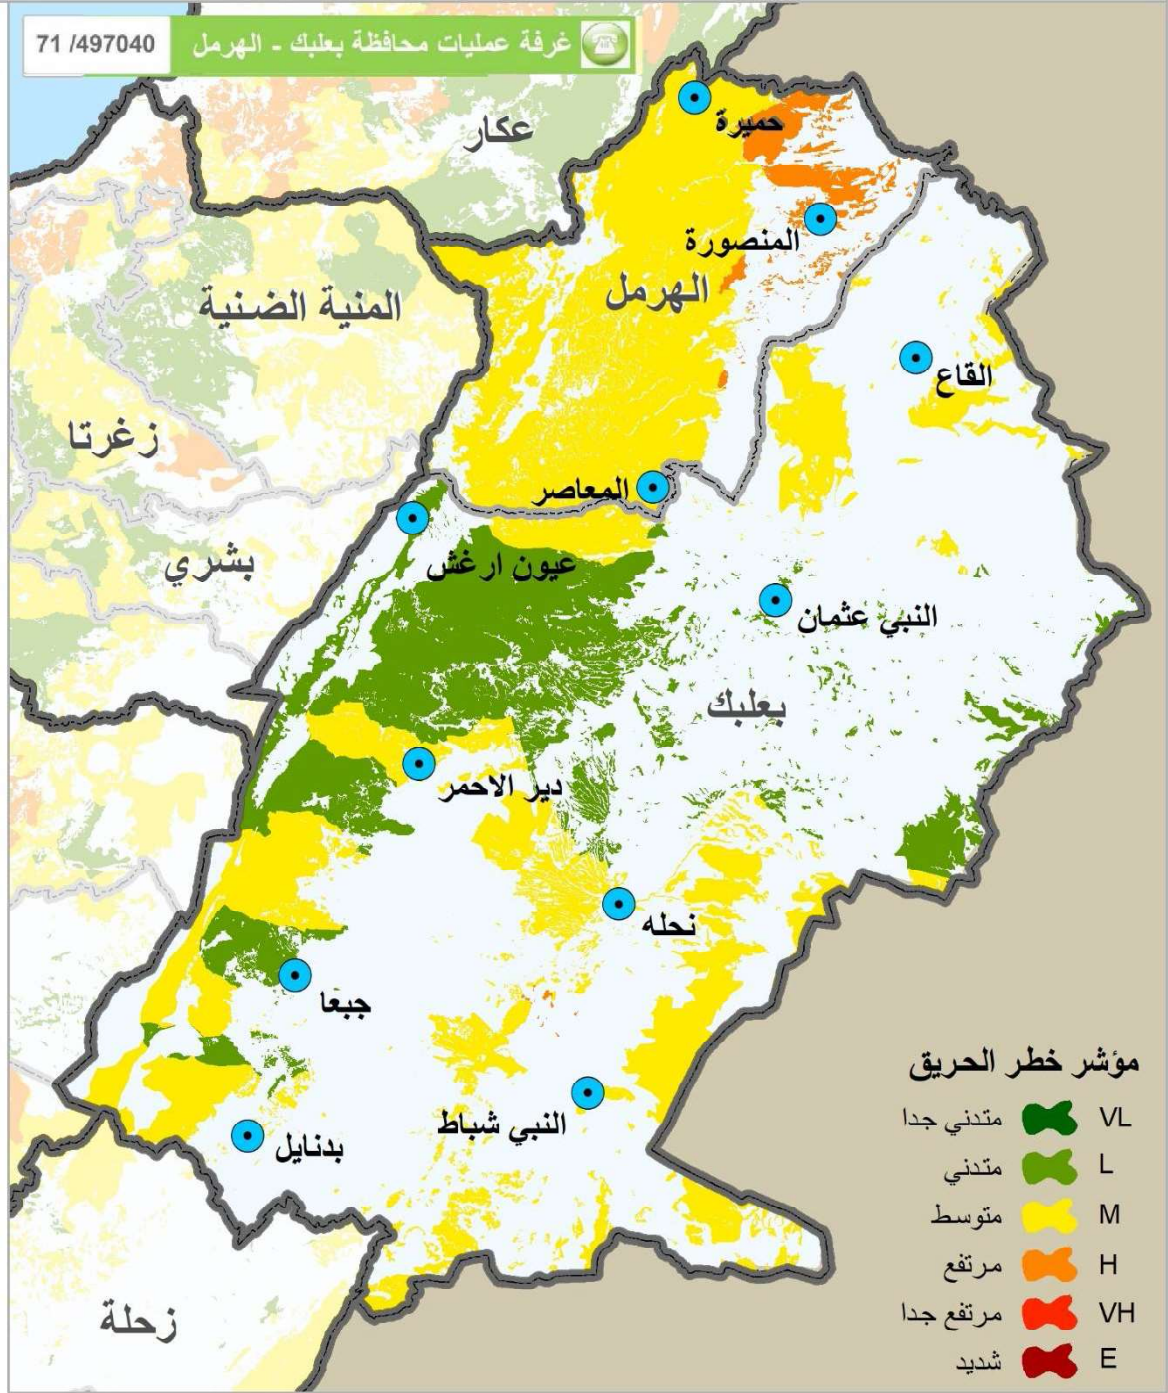 غرفة عمليات محافظة بعلبك - الهرمل
71 /497040
عكار
حميرة
المنصورة
الهرمل
المنية الضنية
القاع
زغرتا
المعاصر
بشري
عيون ارغش
النبي عثمان
بعلبك
دير الاحمر
نحله
جبعا
النبي شباط
بدنايل
زحلة
مؤشر خطر الحريق
VL متدني جدا
L متدني
M متوسط
H مرتفع
VH مرتفع جدا
E شديد